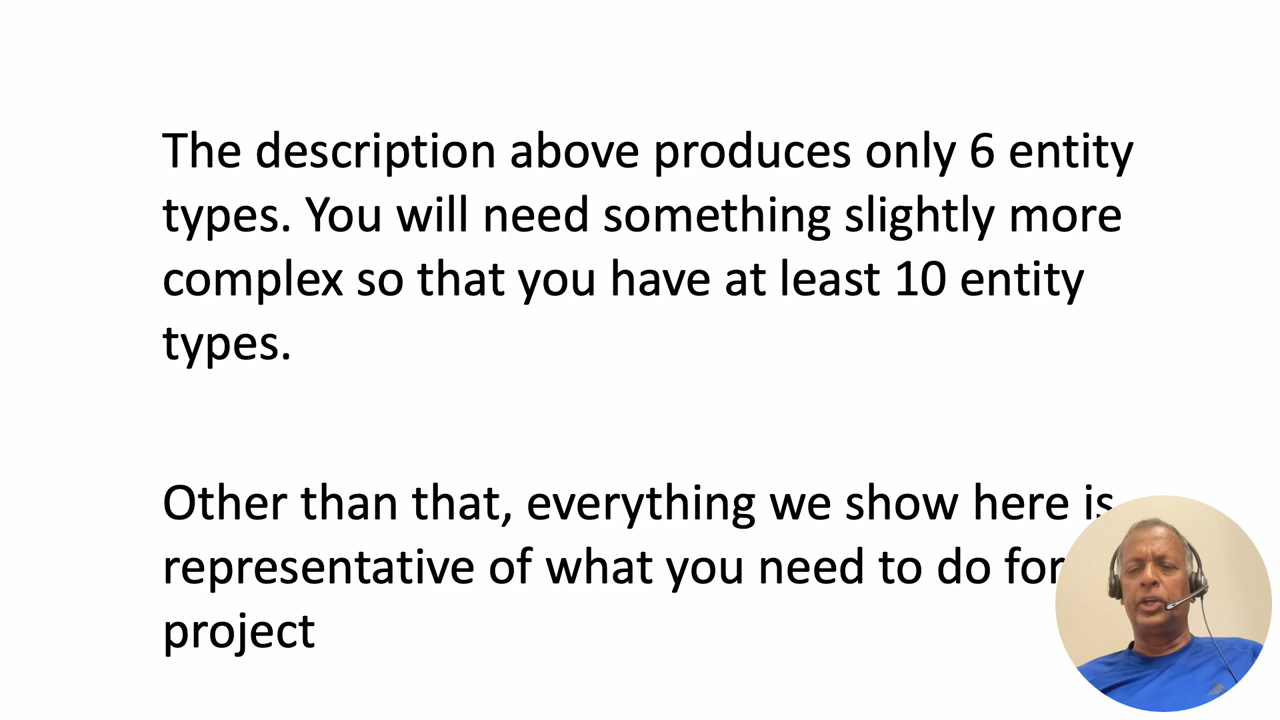 The description above produces only 6 entity
types. You will need something slightly more
complex so that you have at least 10 entity
types.
Other than that, everything we show here is
representative of what you need to do for
project